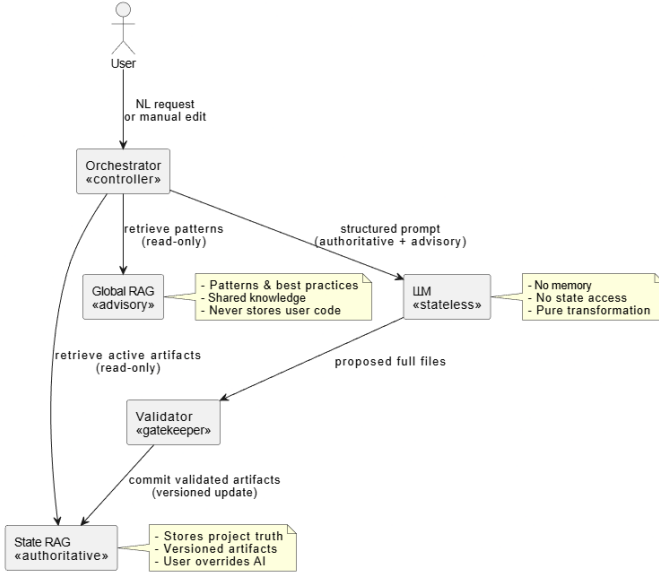 User
NL request
or manual edit
Orchestrator
«controller»
retrieve patterns
(read-only)
structured prompt
(authoritative + advisory)
Global RAG
«advisory»
- Patterns & best practices
- Shared knowledge
- Never stores user code
LLM
«stateless»
- No memory
- No state access
- Pure transformation
retrieve active artifacts
(read-only)
proposed full files
Validator
«gatekeeper»
commit validated artifacts
(versioned update)
State RAG
«authoritative»
- Stores project truth
- Versioned artifacts
- User overrides AI